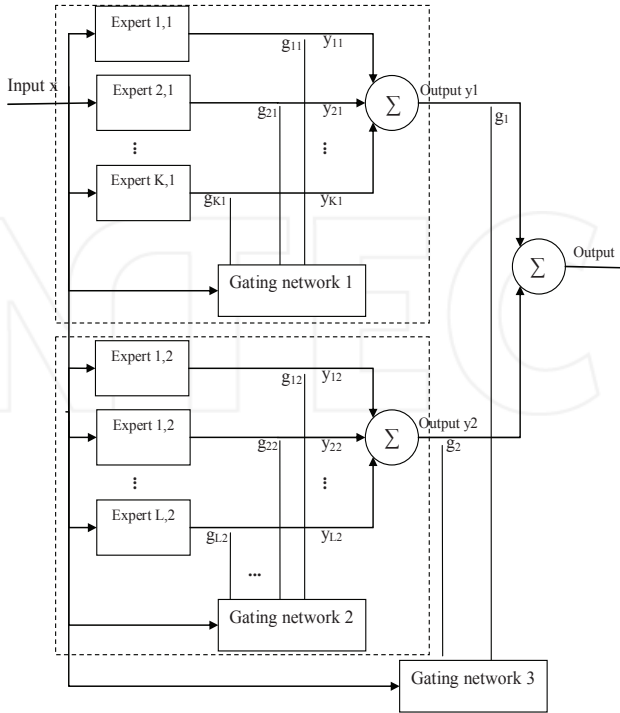 Expert 1,1
g11 y11
Input x
Expert 2,1
Output y1
∑
g21 y21
g1
⋮ ⋮
Expert K,1
gK1 yK1
∑ Output
Gating network 1
Expert 1,2
g12 y12
Expert 1,2
Output y2
∑
g22 y22
g2
⋮ ⋮
Expert L,2
gL2 yL2
...
Gating network 2
Gating network 3
INTEC